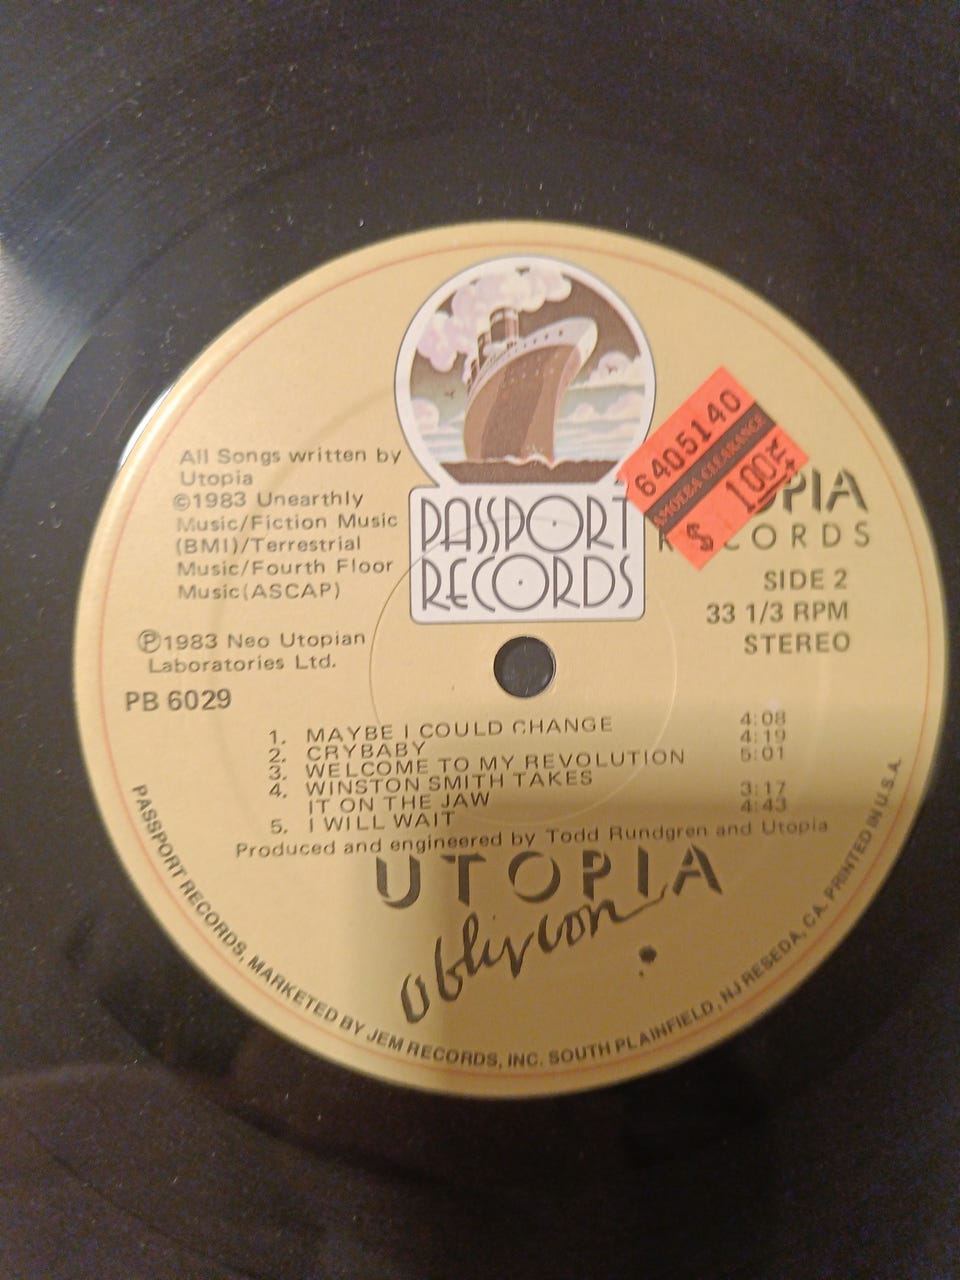 PASSPORT
RECORDS
6405140
AMOEBA CLEARANCE
$ 1.00
OPIA
RECORDS
SIDE 2
33 1/3 RPM
STEREO
All Songs written by
Utopia
©1983 Unearthly
Music/Fiction Music
(BMI)/Terrestrial
Music/Fourth Floor
Music(ASCAP)
℗1983 Neo Utopian
Laboratories Ltd.
PB 6029
1. MAYBE I COULD CHANGE 4:08
2. CRYBABY 4:19
3. WELCOME TO MY REVOLUTION 5:01
4. WINSTON SMITH TAKES
IT ON THE JAW 3:17
5. I WILL WAIT 4:43
Produced and engineered by Todd Rundgren and Utopia
UTOPIA
oblivion
PASSPORT RECORDS, MARKETED BY JEM RECORDS, INC. SOUTH PLAINFIELD, NJ RESEDA, CA. PRINTED IN U.S.A.